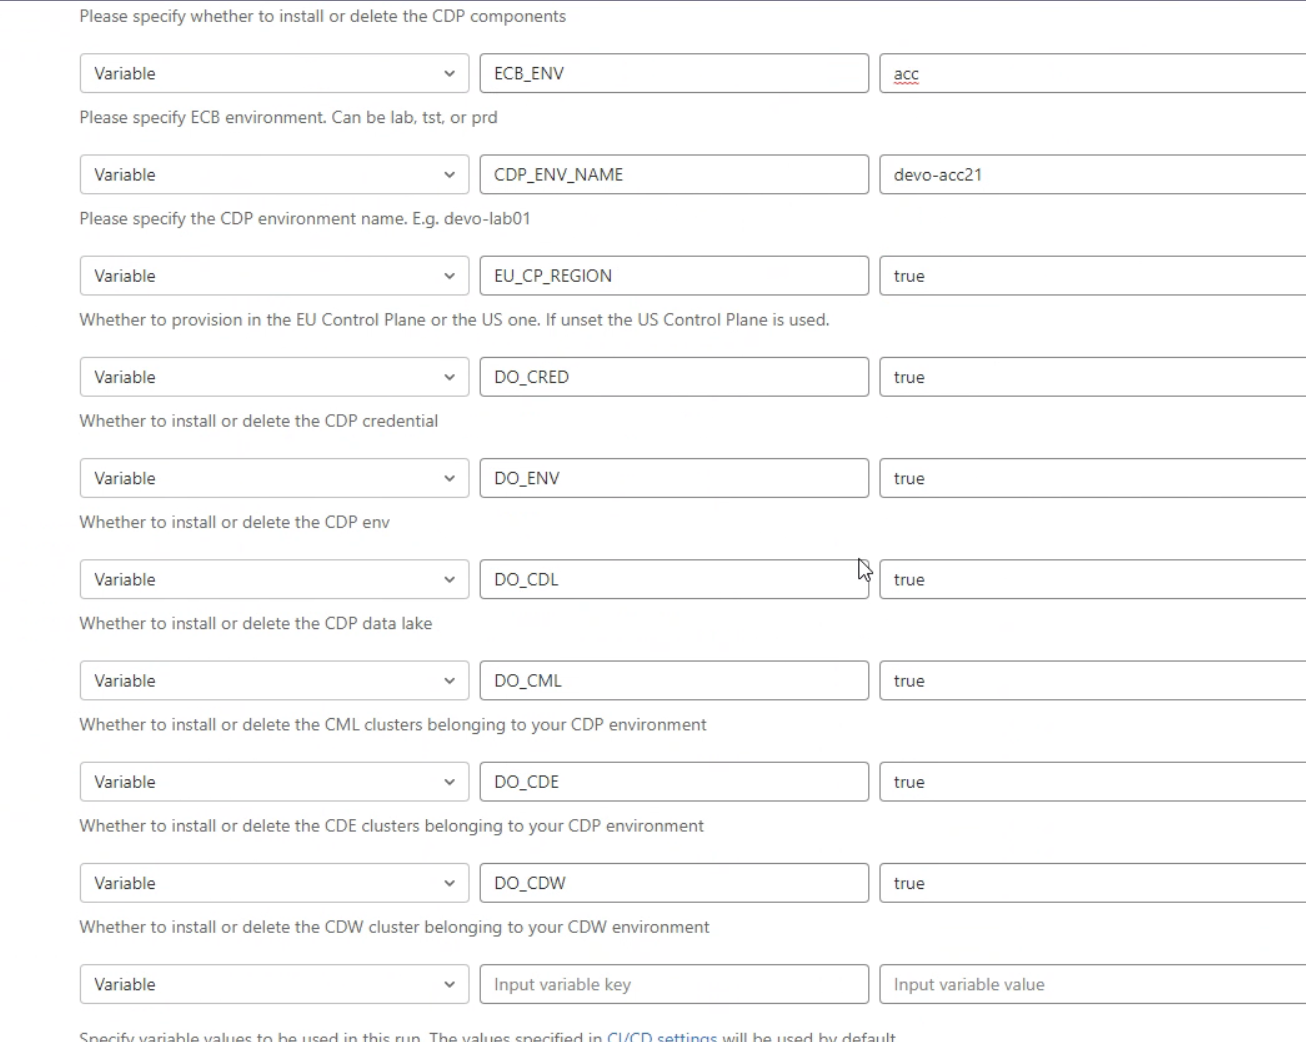 Please specify whether to install or delete the CDP components
Variable ECB_ENV acc
Please specify ECB environment. Can be lab, tst, or prd
Variable CDP_ENV_NAME devo-acc21
Please specify the CDP environment name. E.g. devo-lab01
Variable EU_CP_REGION true
Whether to provision in the EU Control Plane or the US one. If unset the US Control Plane is used.
Variable DO_CRED true
Whether to install or delete the CDP credential
Variable DO_ENV true
Whether to install or delete the CDP env
Variable DO_CDL true
Whether to install or delete the CDP data lake
Variable DO_CML true
Whether to install or delete the CML clusters belonging to your CDP environment
Variable DO_CDE true
Whether to install or delete the CDE clusters belonging to your CDP environment
Variable DO_CDW true
Whether to install or delete the CDW cluster belonging to your CDW environment
Variable Input variable key Input variable value
Specify variable values to be used in this run. The values specified in CI/CD settings will be used by default